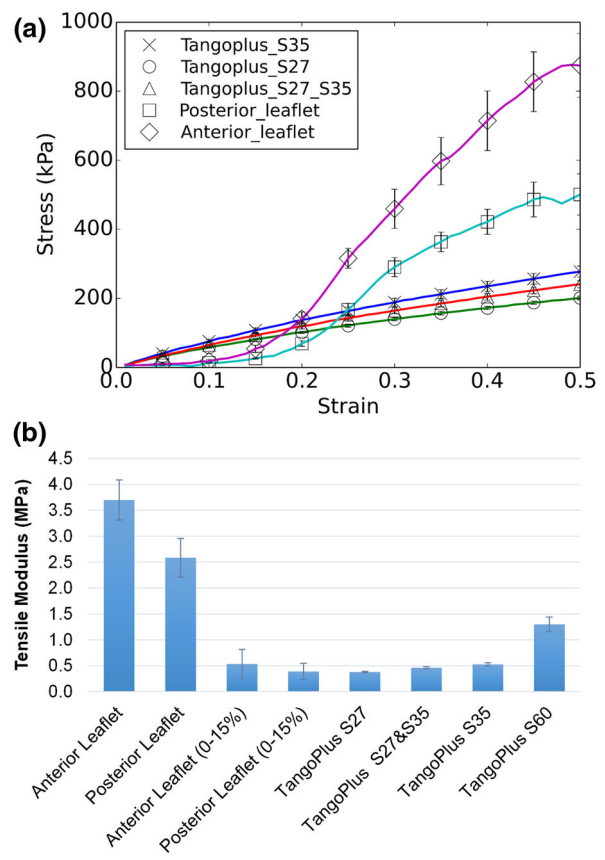 (a)
1000
800
600
400
200
0
Stress (kPa)
Tangoplus_S35
Tangoplus_S27
Tangoplus_S27_S35
Posterior_leaflet
Anterior_leaflet
0.0 0.1 0.2 0.3 0.4 0.5
Strain
(b)
4.5
4.0
3.5
3.0
2.5
2.0
1.5
1.0
0.5
0.0
Tensile Modulus (MPa)
Anterior Leaflet
Posterior Leaflet
Anterior Leaflet (0-15%)
Posterior Leaflet (0-15%)
TangoPlus S27
TangoPlus S27&S35
TangoPlus S35
TangoPlus S60